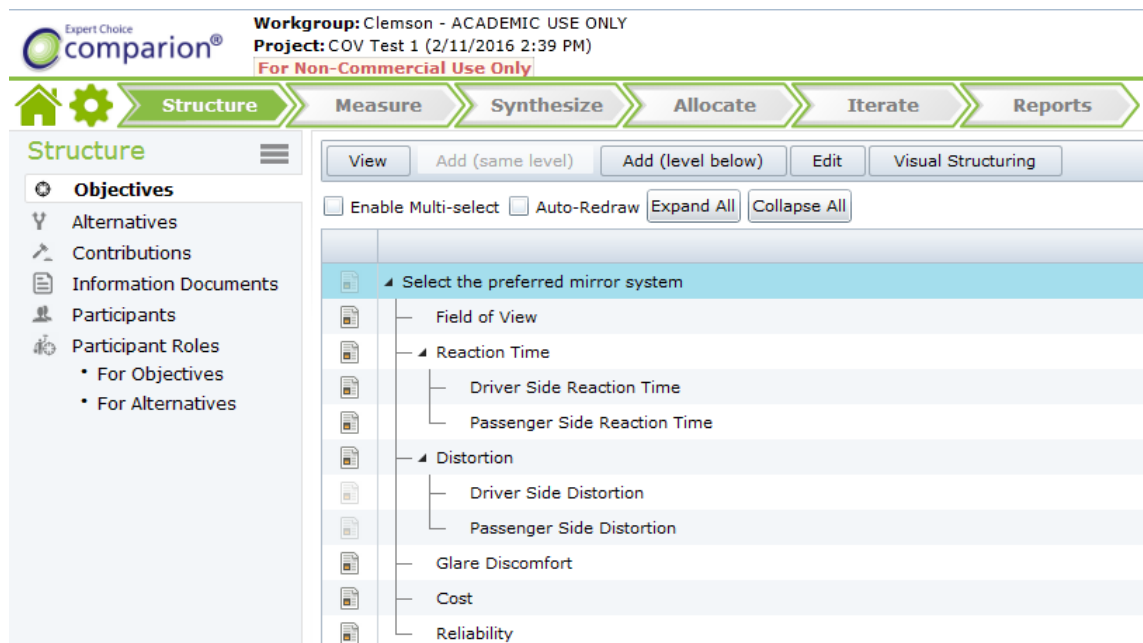 Expert Choice
comparion®
Workgroup: Clemson - ACADEMIC USE ONLY
Project: COV Test 1 (2/11/2016 2:39 PM)
For Non-Commercial Use Only
Structure Measure Synthesize Allocate Iterate Reports
Structure
Objectives
Alternatives
Contributions
Information Documents
Participants
Participant Roles
• For Objectives
• For Alternatives
View Add (same level) Add (level below) Edit Visual Structuring
Enable Multi-select Auto-Redraw Expand All Collapse All
Select the preferred mirror system
Field of View
Reaction Time
Driver Side Reaction Time
Passenger Side Reaction Time
Distortion
Driver Side Distortion
Passenger Side Distortion
Glare Discomfort
Cost
Reliability